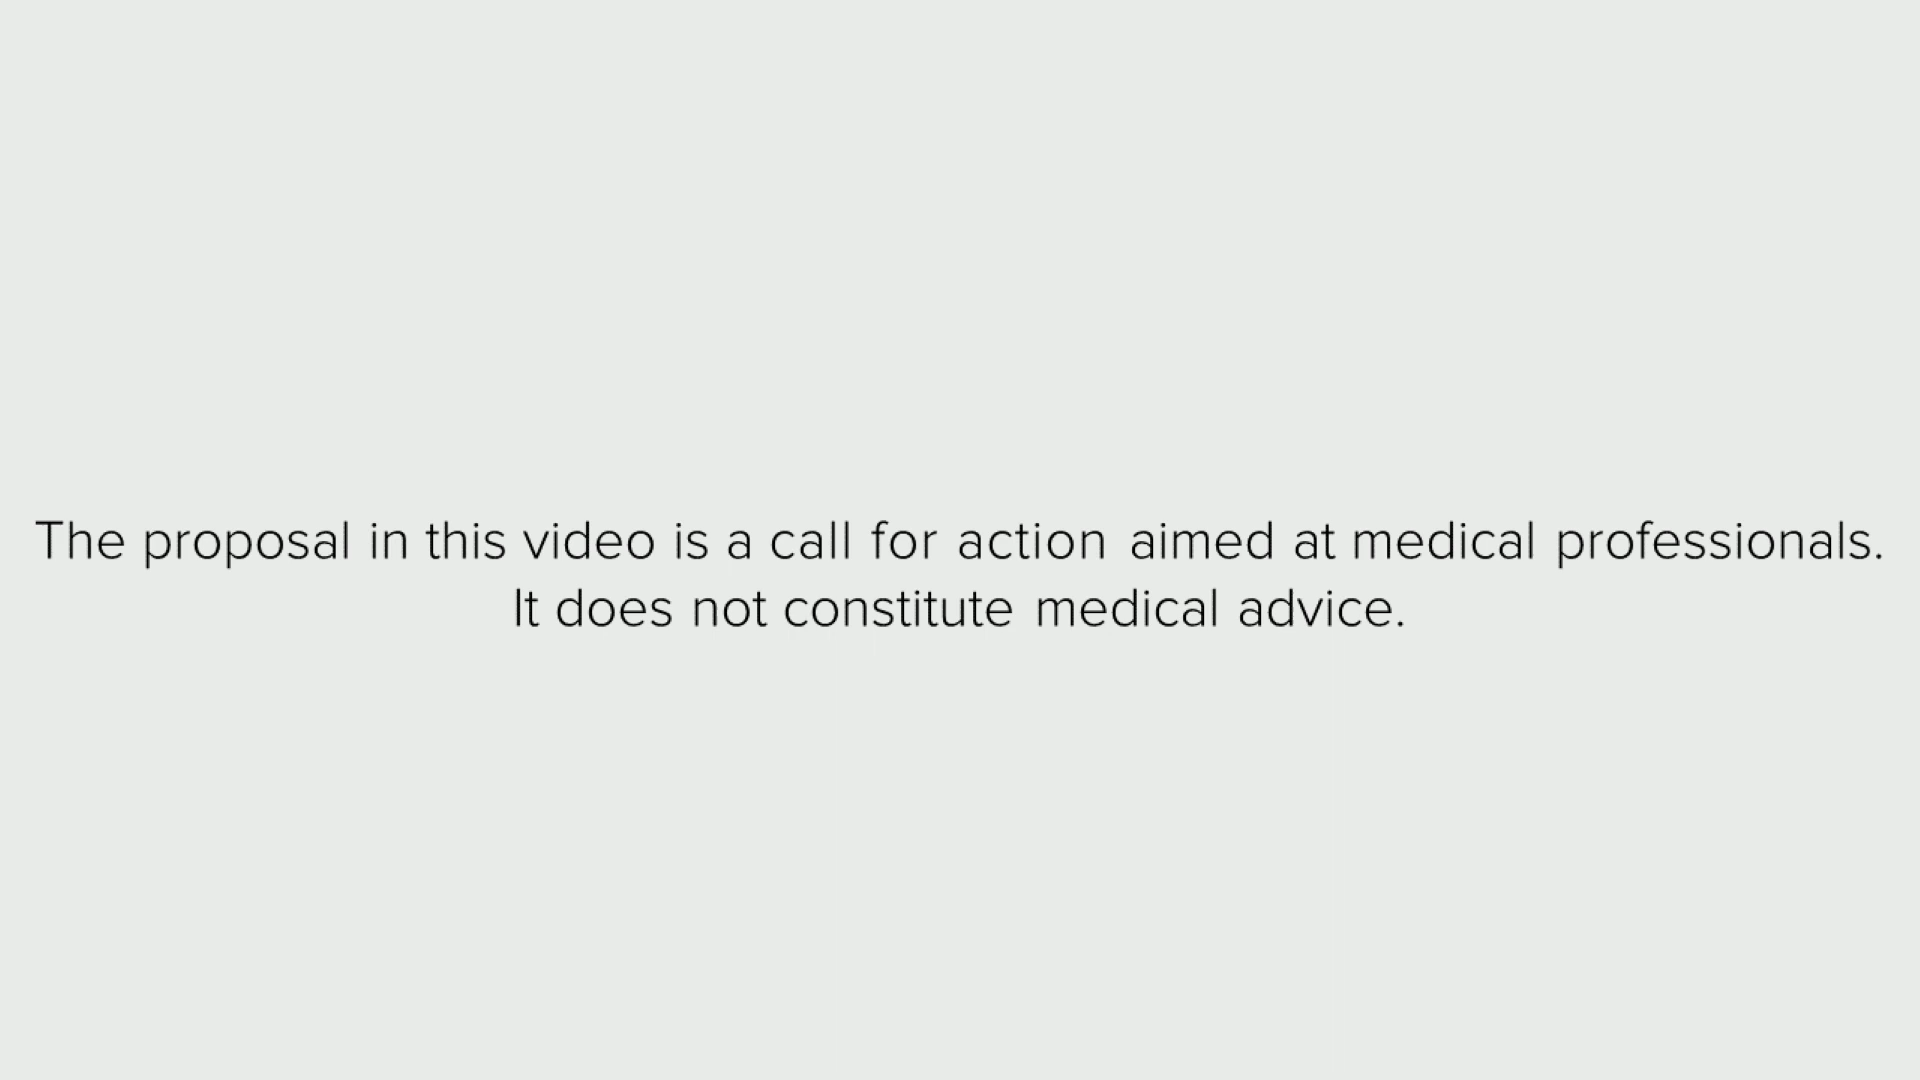 The proposal in this video is a call for action aimed at medical professionals.
It does not constitute medical advice.